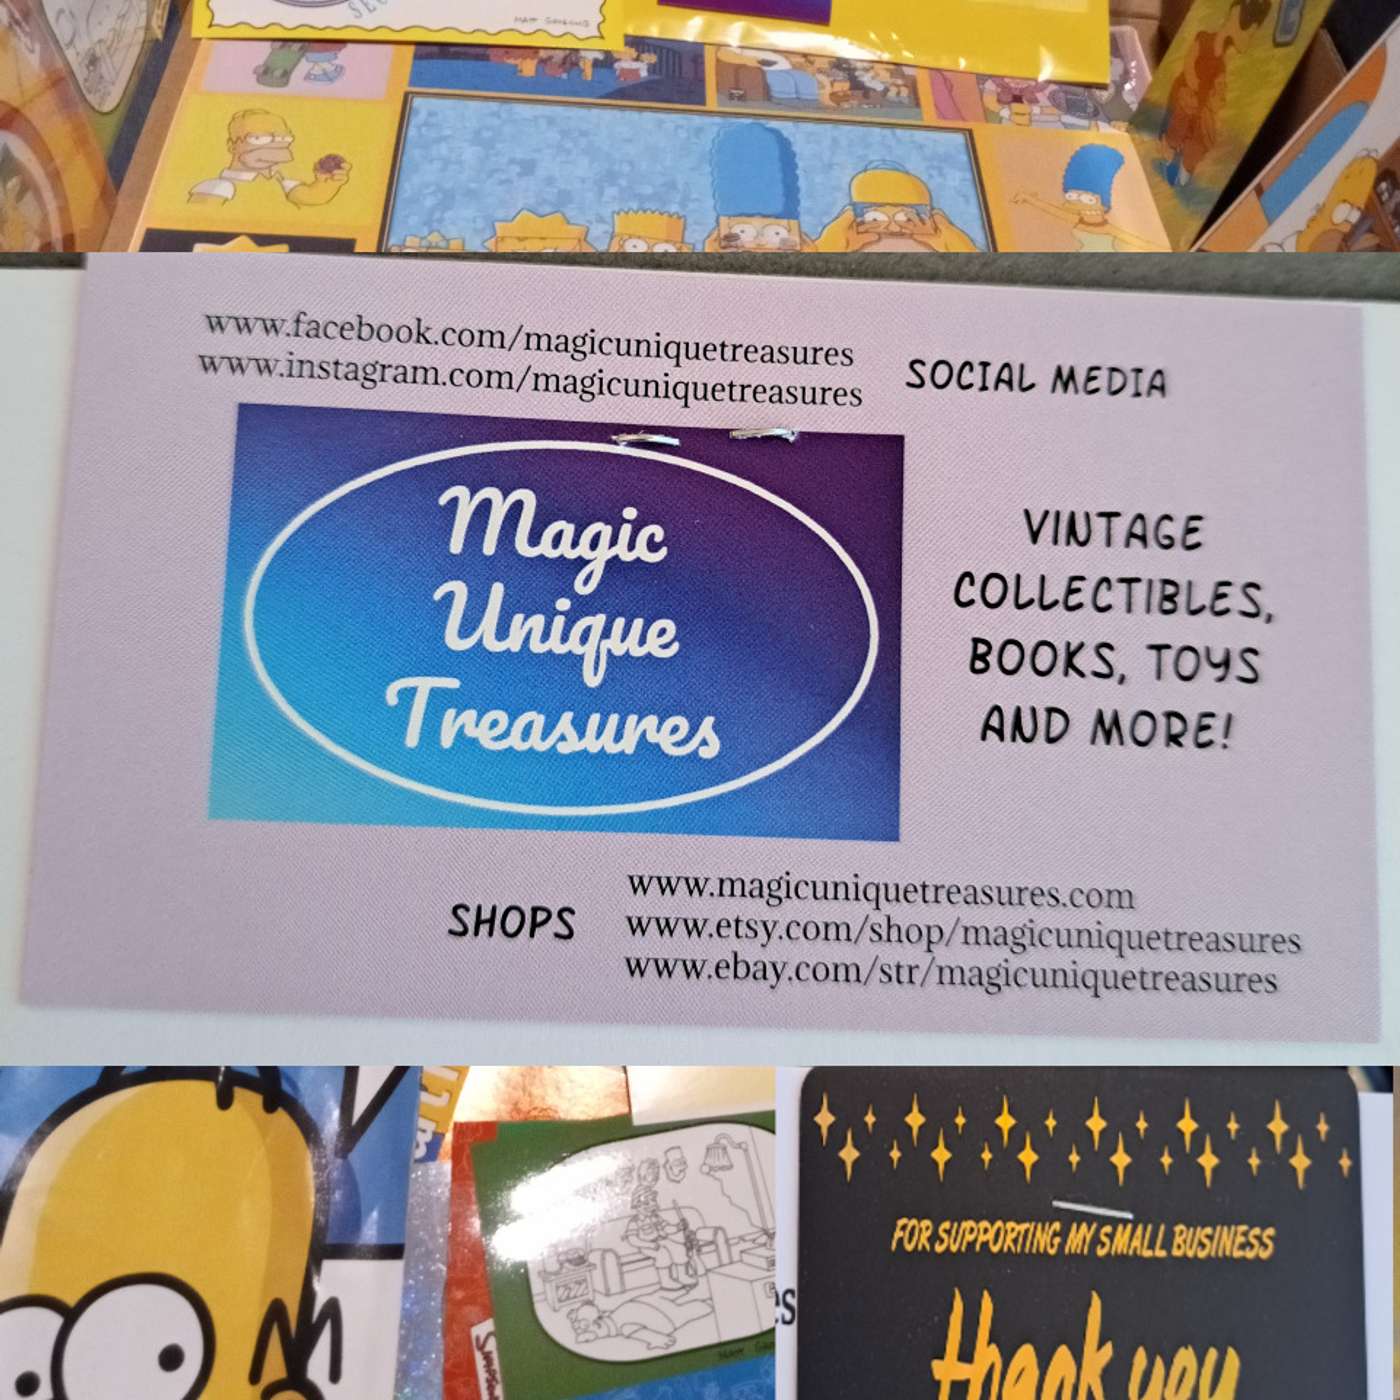 MATT GROENING
www.facebook.com/magicuniquetreasures
www.instagram.com/magicuniquetreasures
SOCIAL MEDIA
Magic
Unique
Treasures
VINTAGE
COLLECTIBLES,
BOOKS, TOYS
AND MORE!
SHOPS
www.magicuniquetreasures.com
www.etsy.com/shop/magicuniquetreasures
www.ebay.com/str/magicuniquetreasures
FOR SUPPORTING MY SMALL BUSINESS
thank you